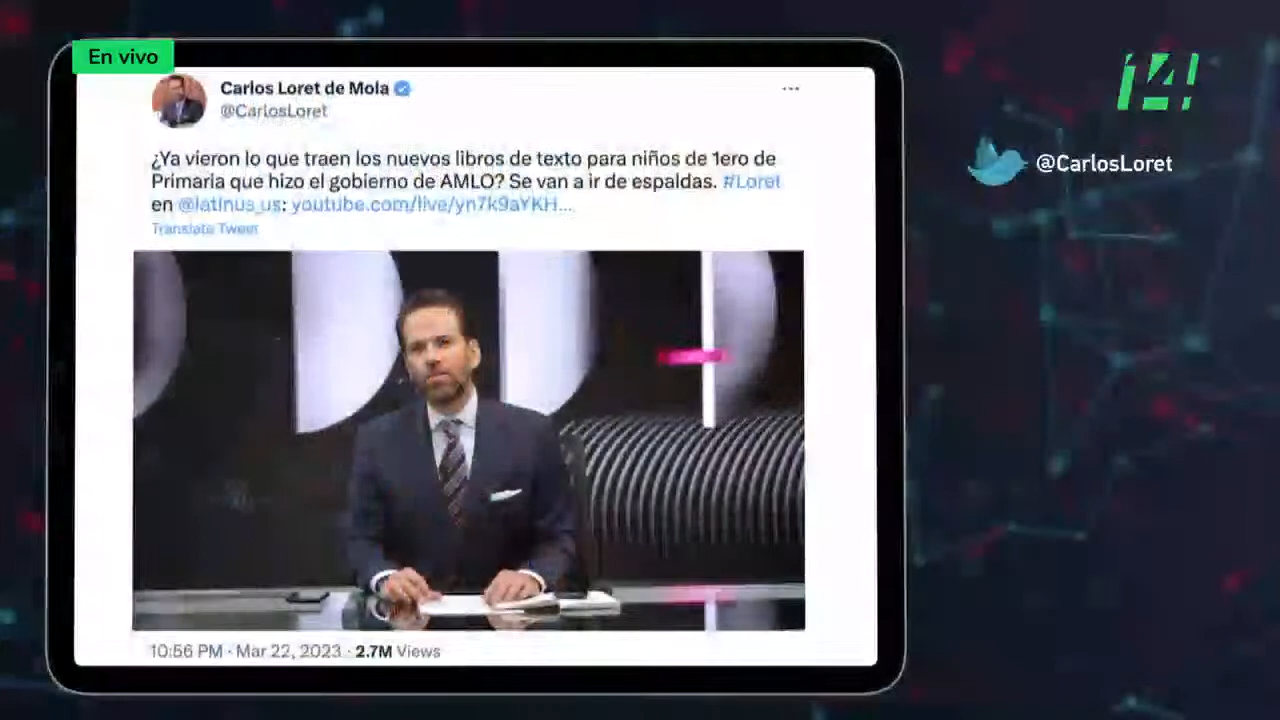 En vivo
Carlos Loret de Mola
@CarlosLoret
¿Ya vieron lo que traen los nuevos libros de texto para niños de 1ero de
Primaria que hizo el gobierno de AMLO? Se van a ir de espaldas. #Loret
en @latinus_us: youtube.com/live/yn7k9aYKH...
Translate Tweet
10:56 PM · Mar 22, 2023 · 2.7M Views
14!
@CarlosLoret